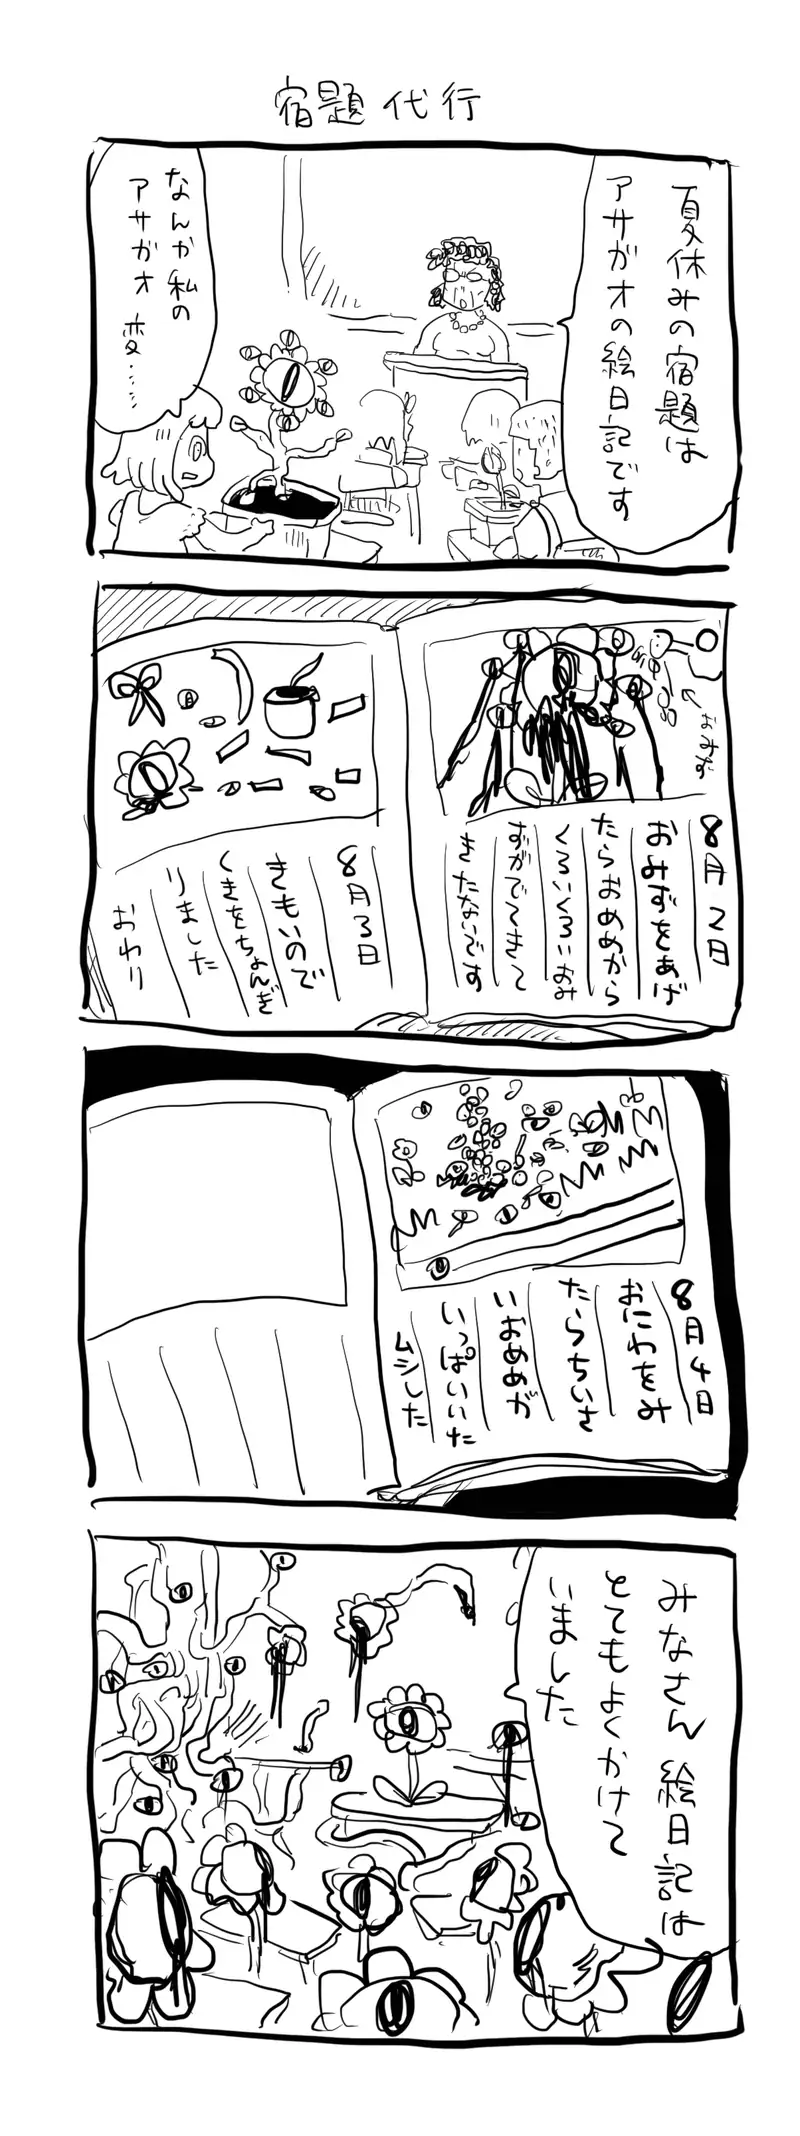 宿題代行
夏休みの宿題は
アサガオの絵日記です
なんか私の
アサガオ 変……
なみず
8月2日
おみずをあげ
たらおめめから
くろいくろいおみ
ずがでてきて
きたないです
8月3日
きもいので
くきをちょんぎ
りました
おわり
8月4日
おにわをみ
たらちいさ
いおめめが
いっぱいいた
ムシした
みなさん 絵日記は
とてもよくかけて
いました